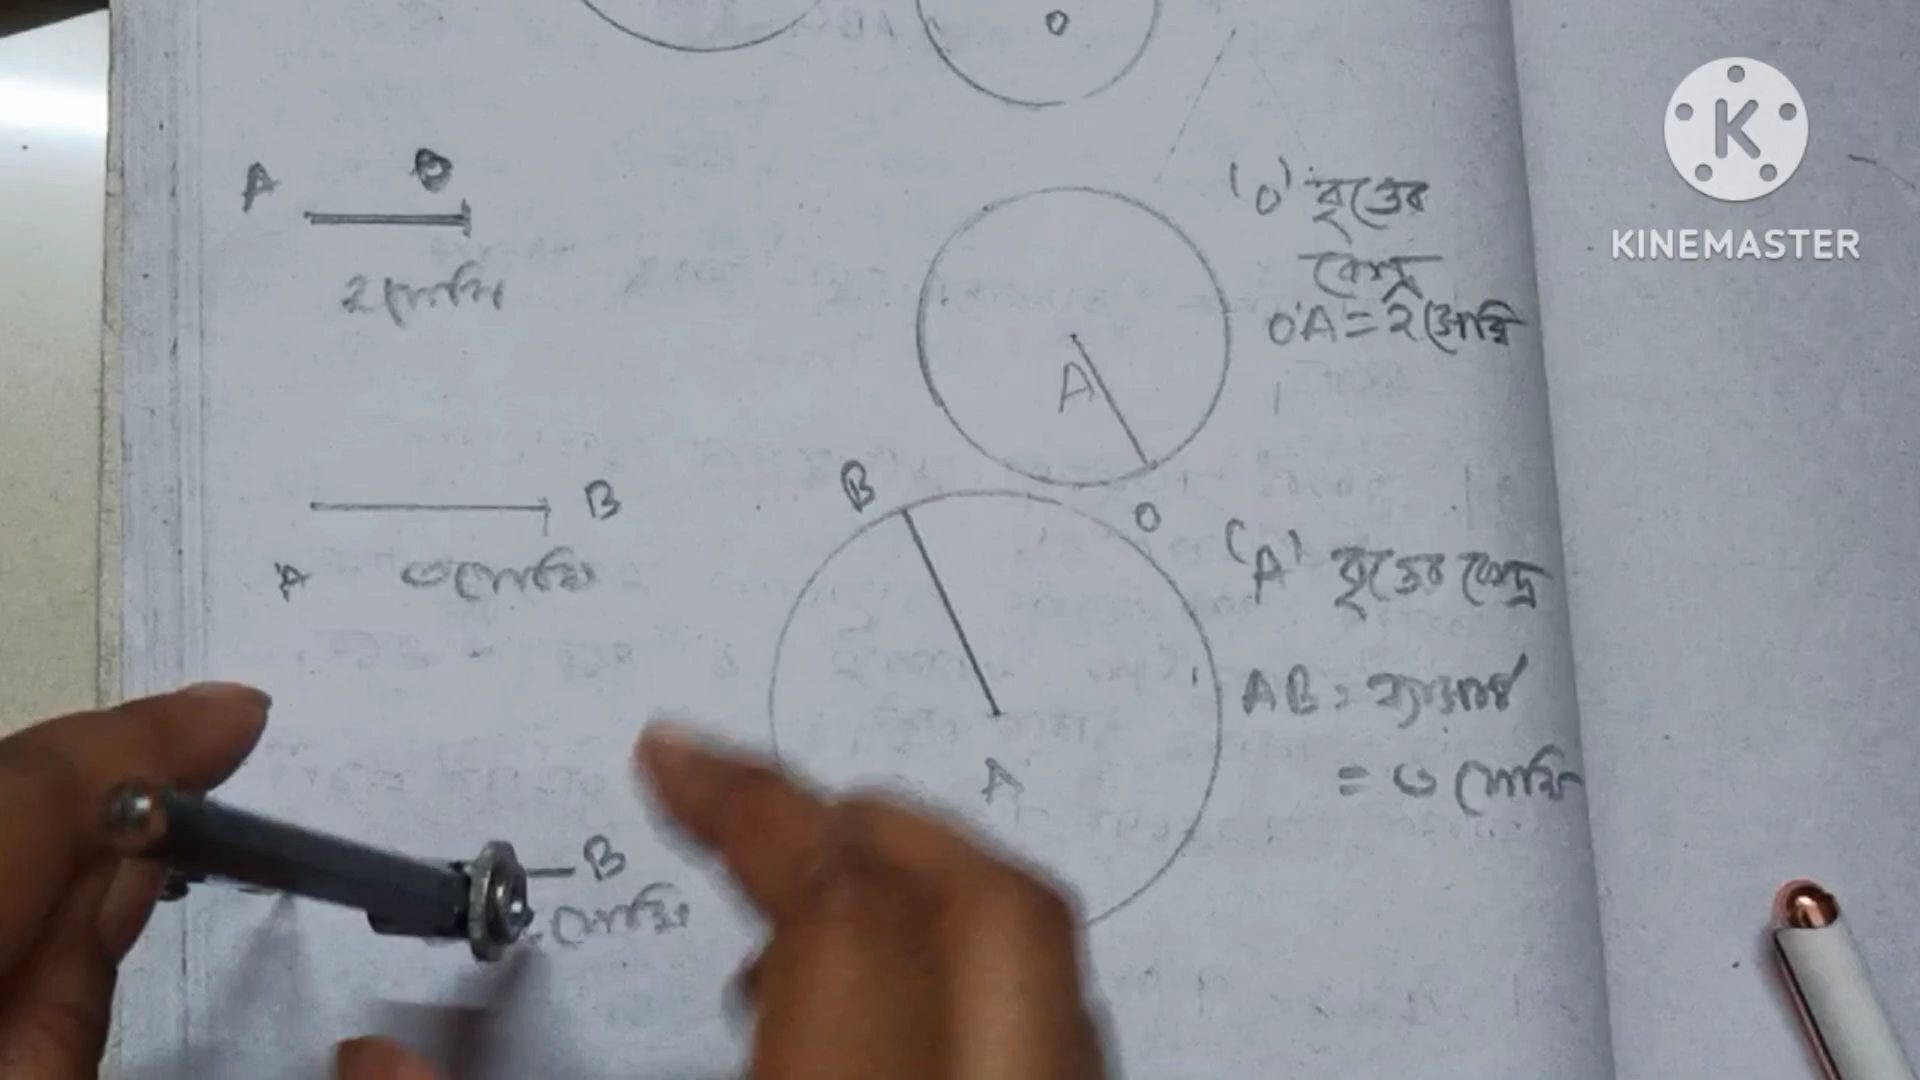 O
A
O
২ সেমি
'O' বৃত্তের
কেন্দ্র
OA = ২ সেমি
A
O
B
A
৩ সেমি
B
A
'A' বৃত্তের কেন্দ্র
AB = ব্যাসার্ধ
= ৩ সেমি
B
সেমি
K
KINEMASTER